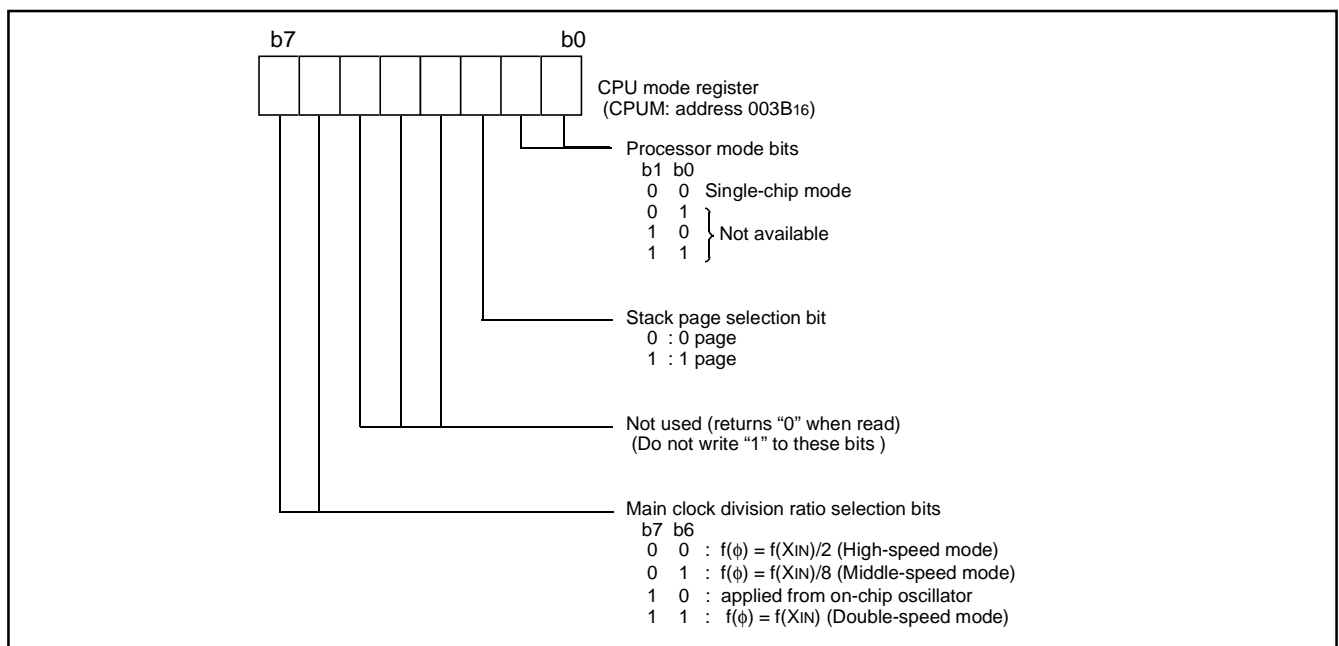 b7 b0
CPU mode register
(CPUM: address 003B16)
Processor mode bits
b1 b0
0 0 Single-chip mode
0 1
1 0 Not available
1 1
Stack page selection bit
0 : 0 page
1 : 1 page
Not used (returns “0” when read)
(Do not write “1” to these bits )
Main clock division ratio selection bits
b7 b6
0 0 : f(ϕ) = f(XIN)/2 (High-speed mode)
0 1 : f(ϕ) = f(XIN)/8 (Middle-speed mode)
1 0 : applied from on-chip oscillator
1 1 : f(ϕ) = f(XIN) (Double-speed mode)